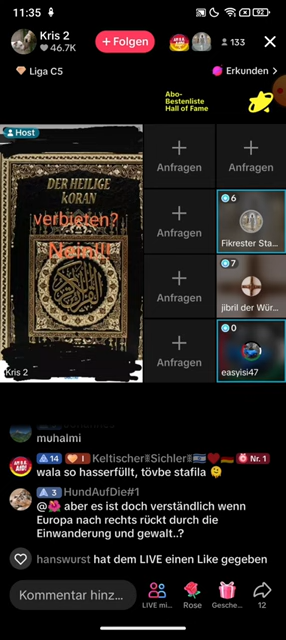 11:35
92
Kris 2
46.7K
+ Folgen
133
Liga C5
Erkunden >
Abo-
Bestenliste
Hall of Fame
Host
DER HEILIGE
KORAN
verbieten?
Nein!!!
Kris 2
Anfragen
Anfragen
Anfragen
Anfragen
Anfragen
6
Fikrester Sta...
7
jibril der Wür...
0
easyisi47
muhalmi
14 I Keltischer Sichler Nr. 1
wala so hasserfüllt, tövbe stafila
3 HundAufDie#1
@ aber es ist doch verständlich wenn
Europa nach rechts rückt durch die
Einwanderung und gewalt..?
hanswurst hat dem LIVE einen Like gegeben
Kommentar hinz...
LIVE mi...
Rose
Gesche...
12